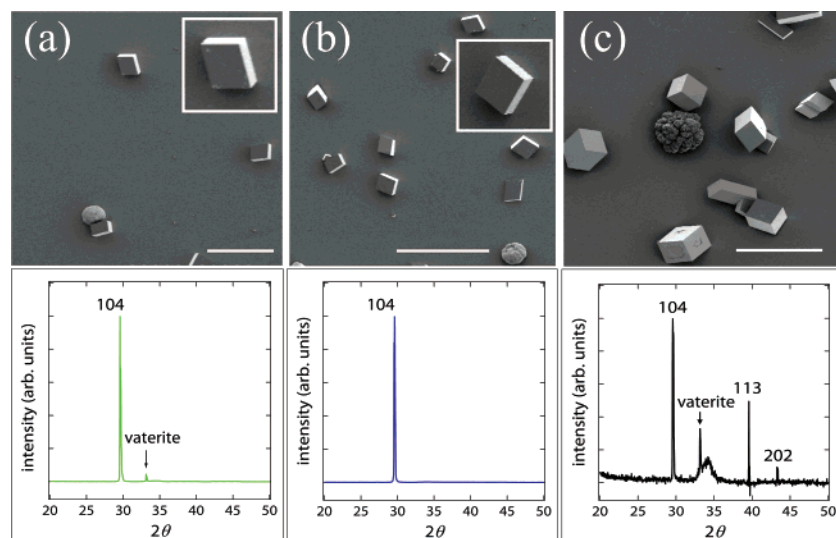 (a)
(b)
(c)
104
vaterite
intensity (arb. units)
20 25 30 35 40 45 50
2θ
104
intensity (arb. units)
20 25 30 35 40 45 50
2θ
104
vaterite
113
202
intensity (arb. units)
20 25 30 35 40 45 50
2θ